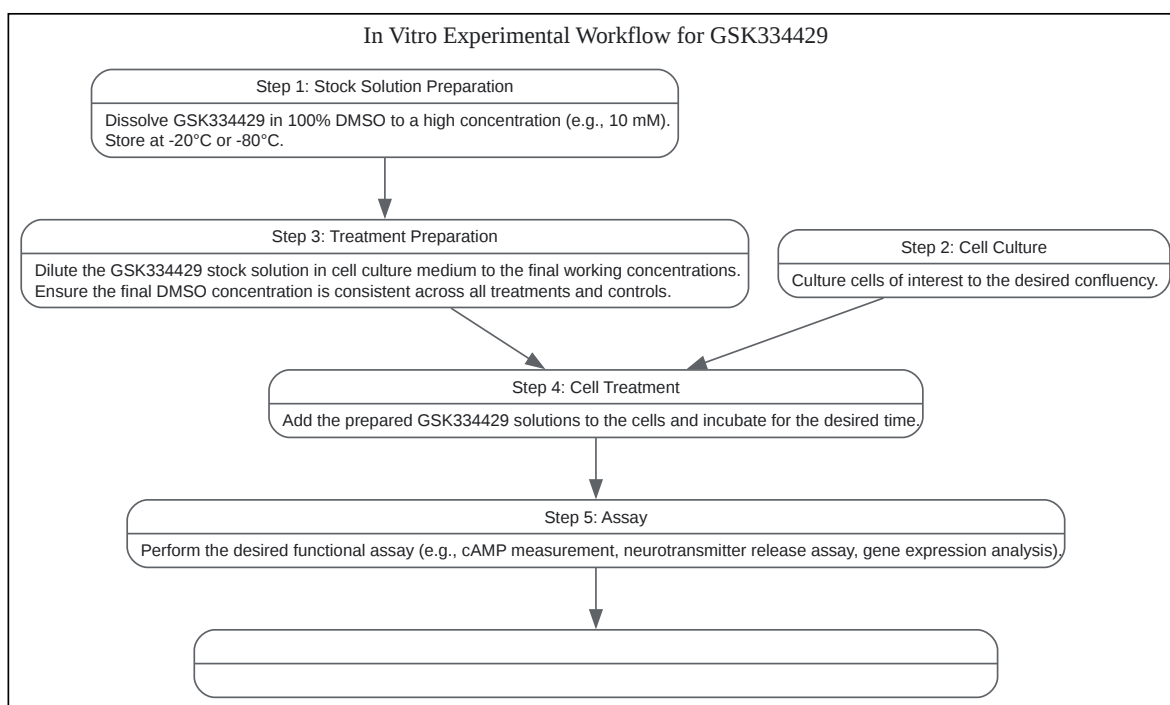 In Vitro Experimental Workflow for GSK334429
Step 1: Stock Solution Preparation
Dissolve GSK334429 in 100% DMSO to a high concentration (e.g., 10 mM).
Store at -20°C or -80°C.
Step 3: Treatment Preparation
Dilute the GSK334429 stock solution in cell culture medium to the final working concentrations.
Ensure the final DMSO concentration is consistent across all treatments and controls.
Step 2: Cell Culture
Culture cells of interest to the desired confluency.
Step 4: Cell Treatment
Add the prepared GSK334429 solutions to the cells and incubate for the desired time.
Step 5: Assay
Perform the desired functional assay (e.g., cAMP measurement, neurotransmitter release assay, gene expression analysis).